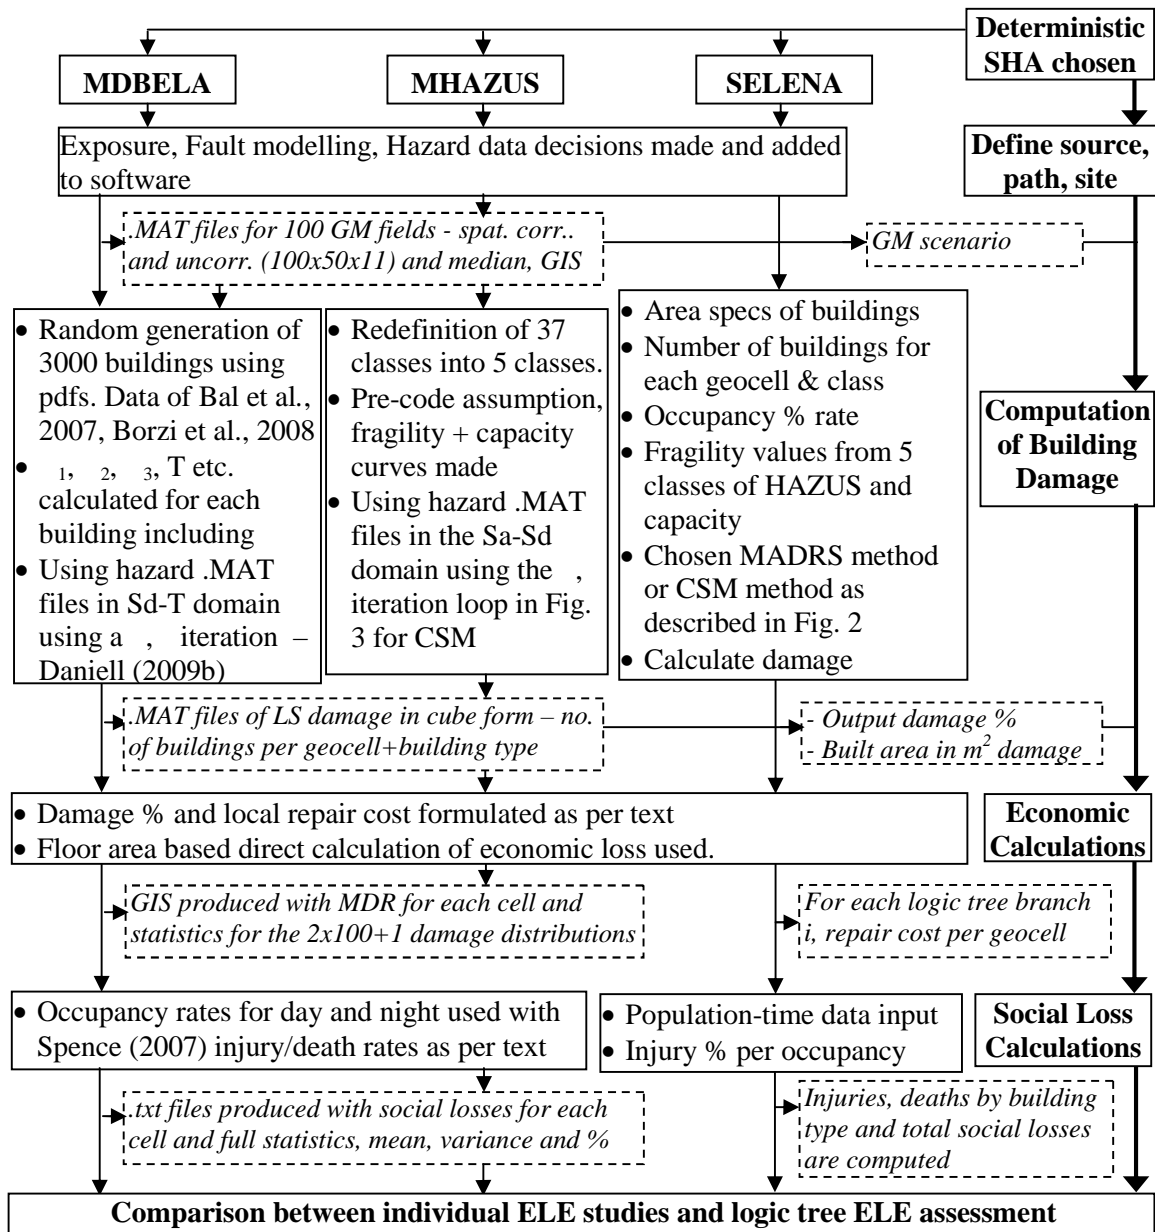 Deterministic
SHA chosen
MDBELA
MHAZUS
SELENA
Exposure, Fault modelling, Hazard data decisions made and added
to software
Define source,
path, site
.MAT files for 100 GM fields - spat. corr..
and uncorr. (100x50x11) and median, GIS
GM scenario
• Random generation of
3000 buildings using
pdfs. Data of Bal et al.,
2007, Borzi et al., 2008
• 1, 2, 3, T etc.
calculated for each
building including
• Using hazard .MAT
files in Sd-T domain
using a , iteration –
Daniell (2009b)
• Redefinition of 37
classes into 5 classes.
• Pre-code assumption,
fragility + capacity
curves made
• Using hazard .MAT
files in the Sa-Sd
domain using the ,
iteration loop in Fig.
3 for CSM
• Area specs of buildings
• Number of buildings for
each geocell & class
• Occupancy % rate
• Fragility values from 5
classes of HAZUS and
capacity
• Chosen MADRS method
or CSM method as
described in Fig. 2
• Calculate damage
Computation
of Building
Damage
.MAT files of LS damage in cube form – no.
of buildings per geocell+building type
- Output damage %
- Built area in m² damage
• Damage % and local repair cost formulated as per text
• Floor area based direct calculation of economic loss used.
Economic
Calculations
GIS produced with MDR for each cell and
statistics for the 2x100+1 damage distributions
For each logic tree branch
i, repair cost per geocell
• Occupancy rates for day and night used with
Spence (2007) injury/death rates as per text
• Population-time data input
• Injury % per occupancy
Social Loss
Calculations
.txt files produced with social losses for each
cell and full statistics, mean, variance and %
Injuries, deaths by building
type and total social losses
are computed
Comparison between individual ELE studies and logic tree ELE assessment